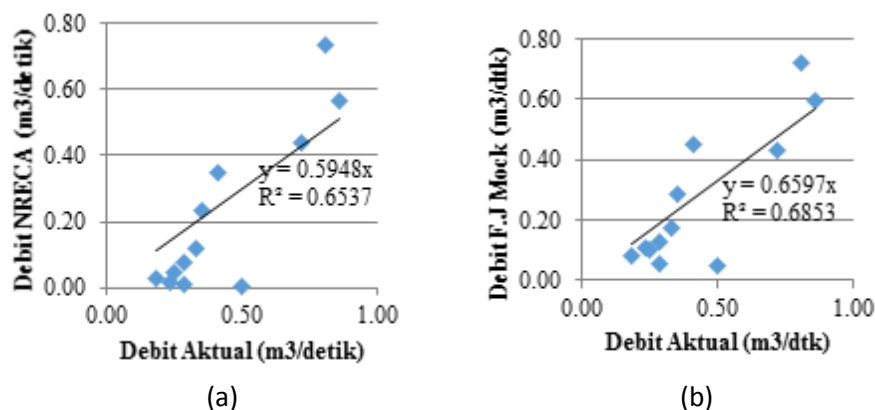 Debit NRECA (m3/detik)
0.80
0.60
0.40
0.20
0.00
y = 0.5948x
R² = 0.6537
0.00 0.50 1.00
Debit Aktual (m3/detik)
(a)
Debit F.J Mock (m3/dtk)
0.80
0.60
0.40
0.20
0.00
y = 0.6597x
R² = 0.6853
0.00 0.50 1.00
Debit Aktual (m3/dtk)
(b)